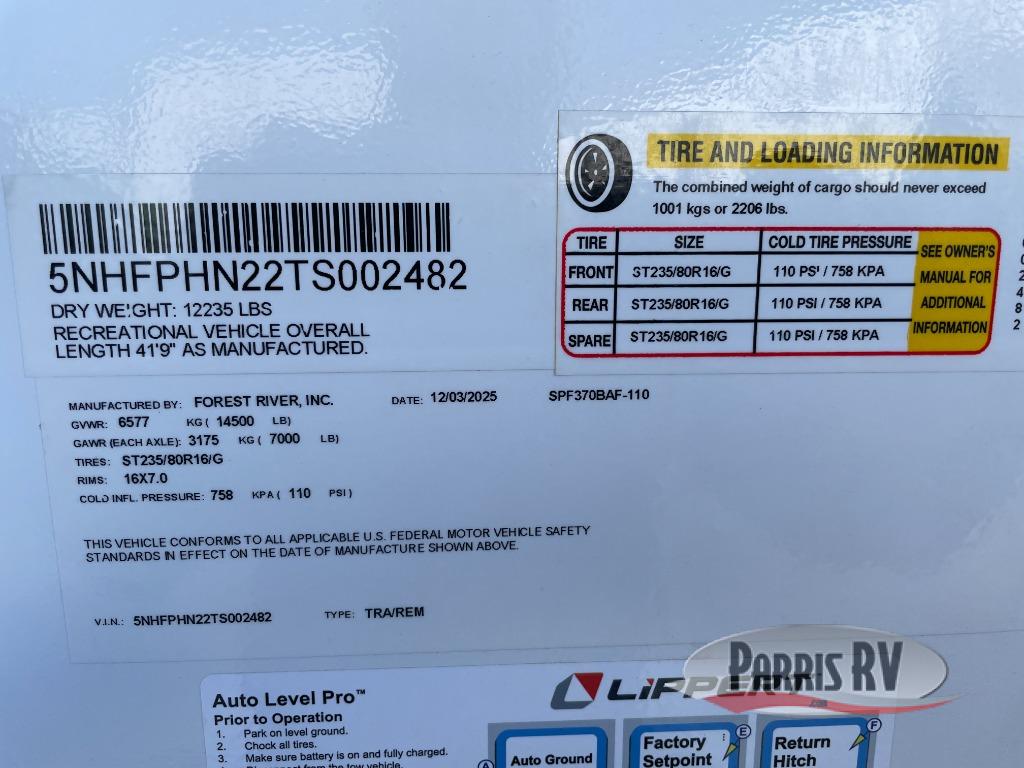 TIRE AND LOADING INFORMATION
The combined weight of cargo should never exceed
1001 kgs or 2206 lbs.
TIRE SIZE COLD TIRE PRESSURE
FRONT ST235/80R16/G 110 PSI / 758 KPA
REAR ST235/80R16/G 110 PSI / 758 KPA
SPARE ST235/80R16/G 110 PSI / 758 KPA
SEE OWNER'S
MANUAL FOR
ADDITIONAL
INFORMATION
5NHFPHN22TS002482
DRY WEIGHT: 12235 LBS
RECREATIONAL VEHICLE OVERALL
LENGTH 41'9" AS MANUFACTURED.
MANUFACTURED BY: FOREST RIVER, INC. DATE: 12/03/2025 SPF370BAF-110
GVWR: 6577 KG ( 14500 LB)
GAWR (EACH AXLE): 3175 KG ( 7000 LB)
TIRES: ST235/80R16/G
RIMS: 16X7.0
COLD INFL. PRESSURE: 758 KPA ( 110 PSI )
THIS VEHICLE CONFORMS TO ALL APPLICABLE U.S. FEDERAL MOTOR VEHICLE SAFETY
STANDARDS IN EFFECT ON THE DATE OF MANUFACTURE SHOWN ABOVE.
V.I.N.: 5NHFPHN22TS002482 TYPE: TRA/REM
Auto Level Pro™
Prior to Operation
1. Park on level ground.
2. Chock all tires.
3. Make sure battery is on and fully charged.
LIPPERT
PARRIS RV
.com
A
Auto Ground
E
Factory
Setpoint
F
Return
Hitch